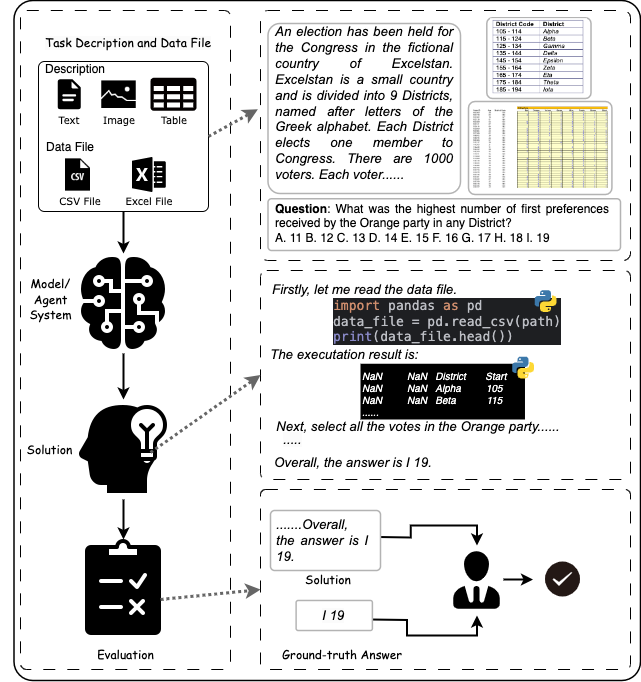 Task Decription and Data File
Description
Text
Image
Table
Data File
CSV
CSV File
Excel File
Model/
Agent
System
Solution
Evaluation
An election has been held for
the Congress in the fictional
country of Excelstan.
Excelstan is a small country
and is divided into 9 Districts,
named after letters of the
Greek alphabet. Each District
elects one member to
Congress. There are 1000
voters. Each voter......
District Code District
105 - 114 Alpha
115 - 124 Beta
125 - 134 Gamma
135 - 144 Delta
145 - 154 Epsilon
155 - 164 Zeta
165 - 174 Eta
175 - 184 Theta
185 - 194 Iota
Question: What was the highest number of first preferences
received by the Orange party in any District?
A. 11 B. 12 C. 13 D. 14 E. 15 F. 16 G. 17 H. 18 I. 19
Firstly, let me read the data file.
import pandas as pd
data_file = pd.read_csv(path)
print(data_file.head())
The execution result is:
NaN NaN District Start
NaN NaN Alpha 105
NaN NaN Beta 115
......
Next, select all the votes in the Orange party......
.....
Overall, the answer is I 19.
.......Overall,
the answer is I
19.
Solution
I 19
Ground-truth Answer